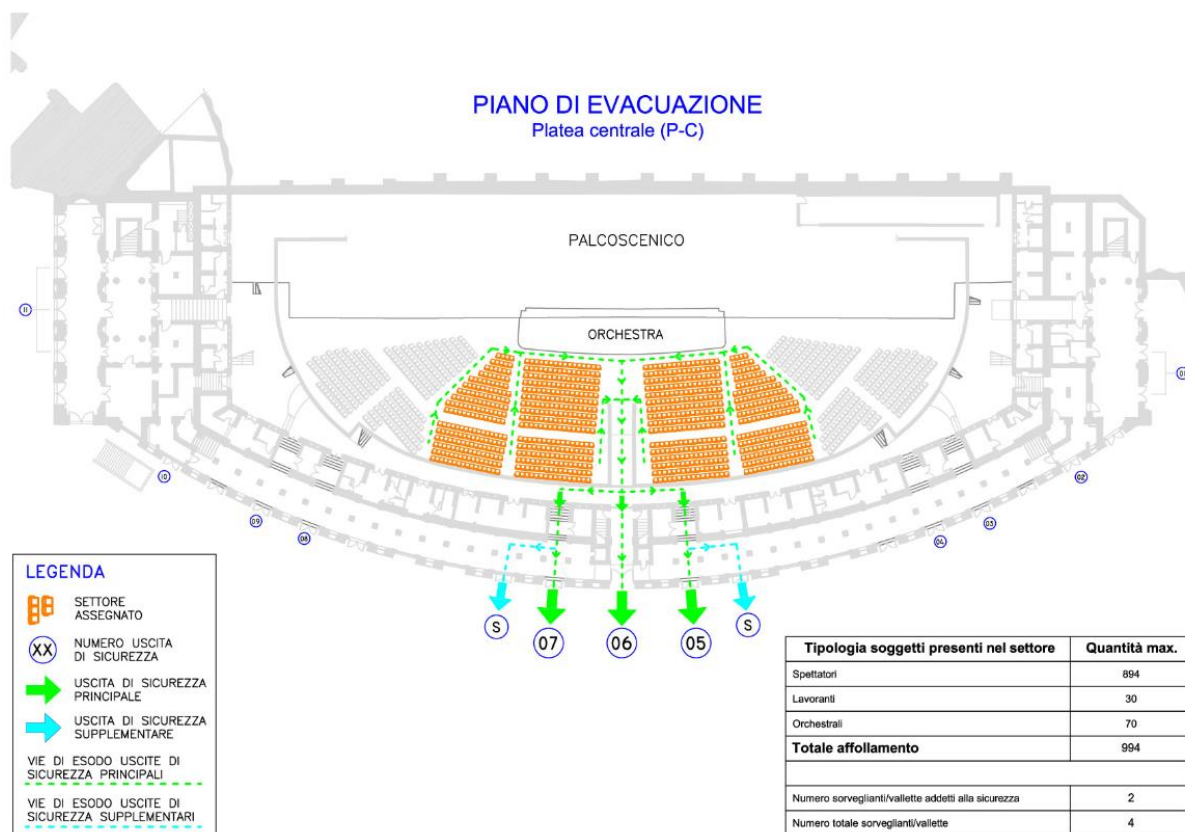 PIANO DI EVACUAZIONE
Platea centrale (P-C)
PALCOSCENICO
ORCHESTRA
11
01
10
09
08
02
03
04
S
07
06
05
S
LEGENDA
SETTORE
ASSEGNATO
XX
NUMERO USCITA
DI SICUREZZA
USCITA DI SICUREZZA
PRINCIPALE
USCITA DI SICUREZZA
SUPPLEMENTARE
VIE DI ESODO USCITE DI
SICUREZZA PRINCIPALI
VIE DI ESODO USCITE DI
SICUREZZA SUPPLEMENTARI
Tipologia soggetti presenti nel settore Quantità max.
Spettatori 894
Lavoranti 30
Orchestrali 70
Totale affollamento 994
Numero sorveglianti/vallette addetti alla sicurezza 2
Numero totale sorveglianti/vallette 4